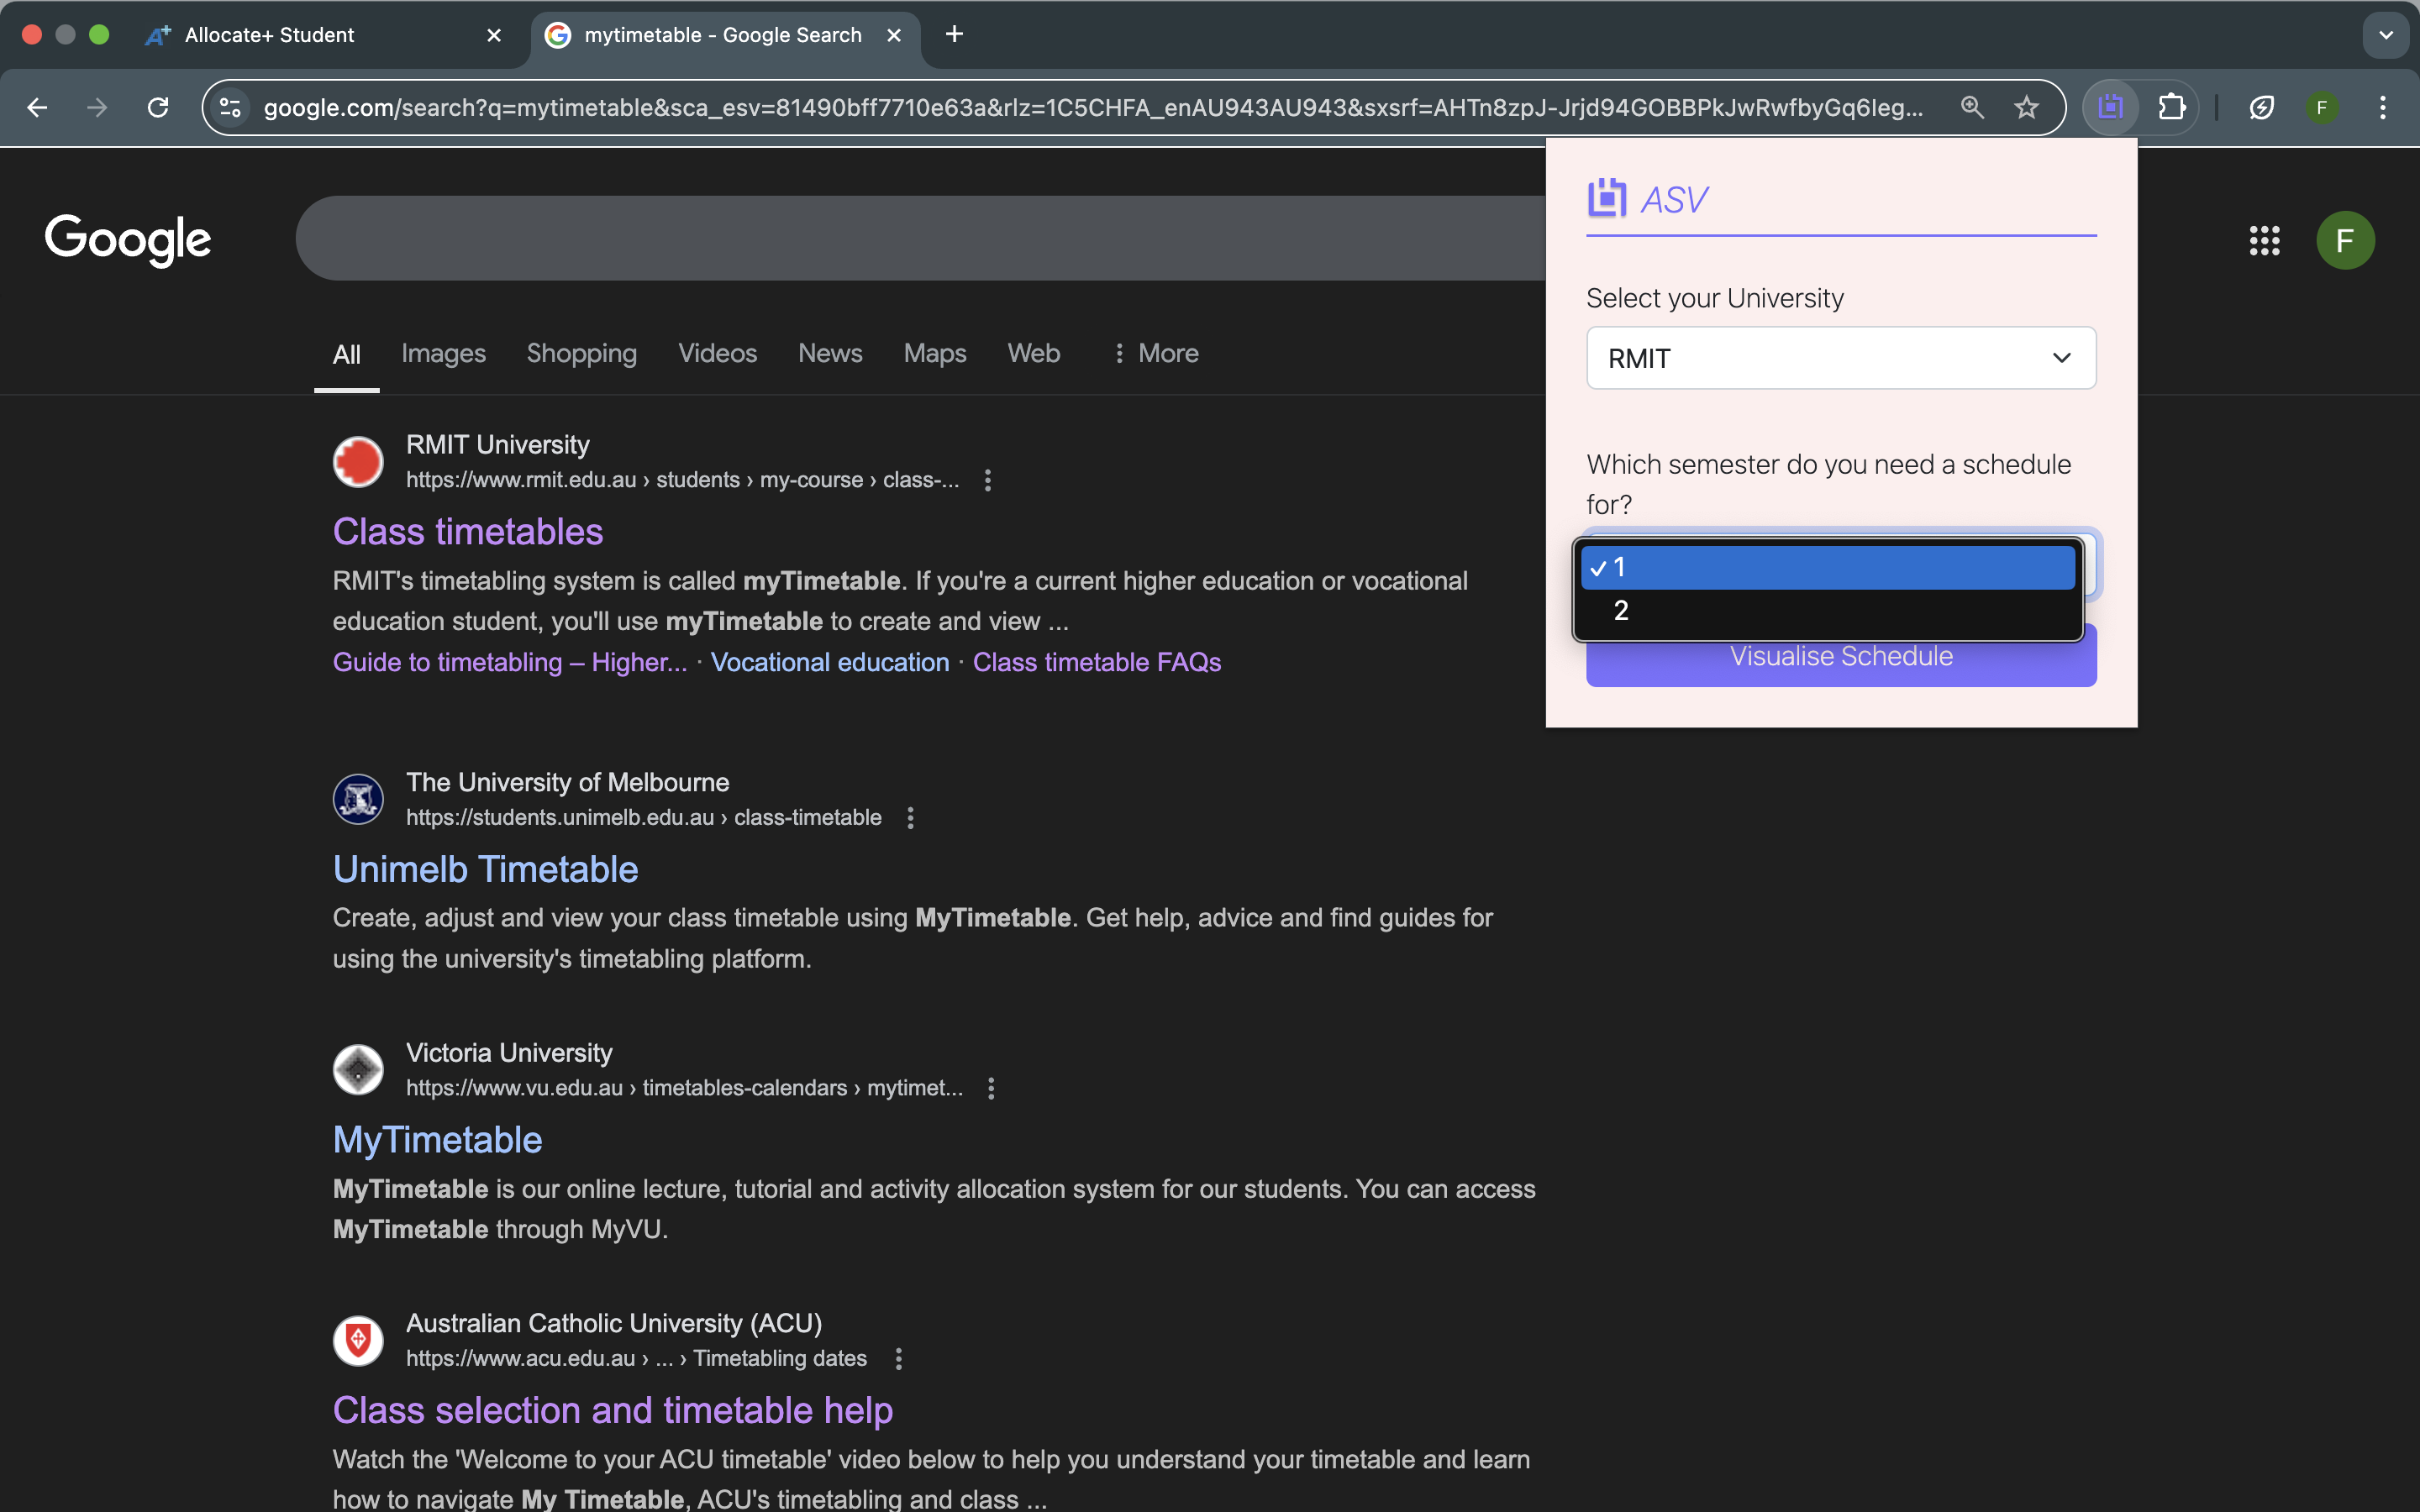 Allocate+ Student
mytimetable - Google Search
google.com/search?q=mytimetable&sca_esv=81490bff7710e63a&rlz=1C5CHFA_enAU943AU943&sxsrf=AHTn8zpJ-Jrjd94GOBBPkJwRwfbyGq6Ieg...
F
Google
F
All Images Shopping Videos News Maps Web More
RMIT University
https://www.rmit.edu.au › students › my-course › class-...
Class timetables
RMIT's timetabling system is called myTimetable. If you're a current higher education or vocational
education student, you'll use myTimetable to create and view ...
Guide to timetabling – Higher... · Vocational education · Class timetable FAQs
The University of Melbourne
https://students.unimelb.edu.au › class-timetable
Unimelb Timetable
Create, adjust and view your class timetable using MyTimetable. Get help, advice and find guides for
using the university's timetabling platform.
Victoria University
https://www.vu.edu.au › timetables-calendars › mytimet...
MyTimetable
MyTimetable is our online lecture, tutorial and activity allocation system for our students. You can access
MyTimetable through MyVU.
Australian Catholic University (ACU)
https://www.acu.edu.au › ... › Timetabling dates
Class selection and timetable help
Watch the 'Welcome to your ACU timetable' video below to help you understand your timetable and learn
how to navigate My Timetable, ACU's timetabling and class ...
ASV
Select your University
RMIT
Which semester do you need a schedule
for?
✓ 1
2
Visualise Schedule